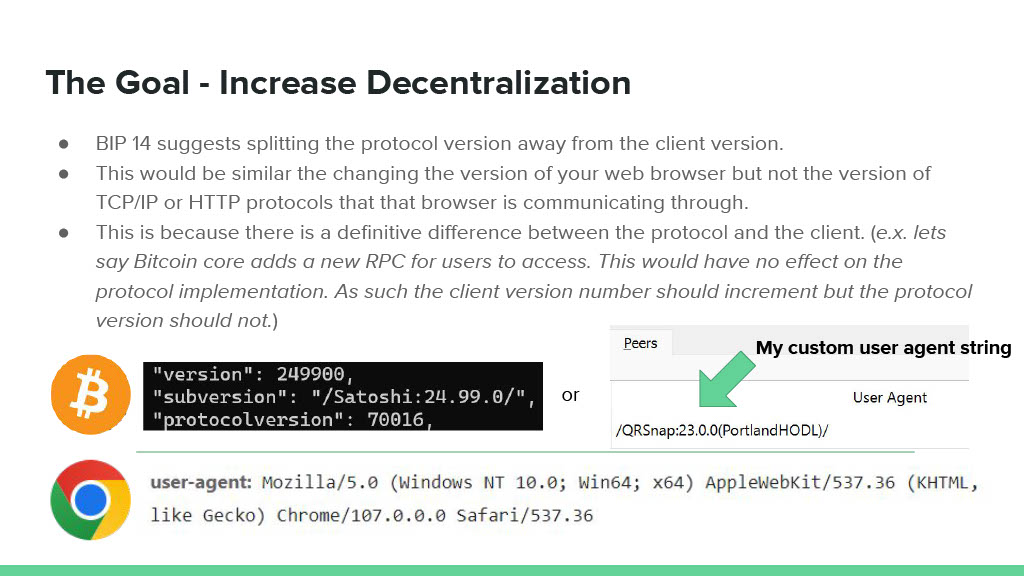 The Goal - Increase Decentralization
● BIP 14 suggests splitting the protocol version away from the client version.
● This would be similar the changing the version of your web browser but not the version of
TCP/IP or HTTP protocols that that browser is communicating through.
● This is because there is a definitive difference between the protocol and the client. (e.x. lets
say Bitcoin core adds a new RPC for users to access. This would have no effect on the
protocol implementation. As such the client version number should increment but the protocol
version should not.)
"version": 249900,
"subversion": "/Satoshi:24.99.0/",
"protocolversion": 70016,
or
Peers
My custom user agent string
User Agent
/QRSnap:23.0.0(PortlandHODL)/
user-agent: Mozilla/5.0 (Windows NT 10.0; Win64; x64) AppleWebKit/537.36 (KHTML,
like Gecko) Chrome/107.0.0.0 Safari/537.36